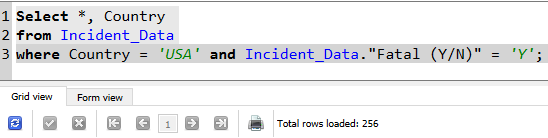 1 Select *, Country
2 from Incident_Data
3 where Country = 'USA' and Incident_Data."Fatal (Y/N)" = 'Y';
Grid view Form view
1 Total rows loaded: 256